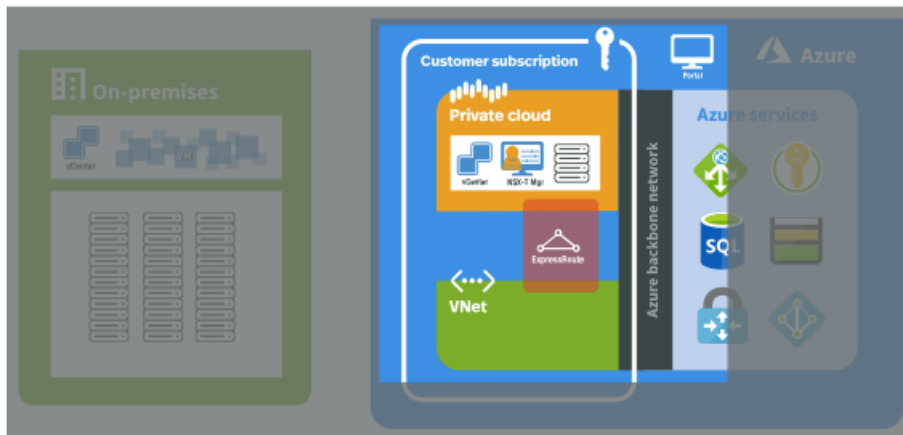 On-premises
vCenter
VM
Customer subscription
Portal
Azure
Private cloud
vCenter
NSX-T Mgr
Azure backbone network
Azure services
SQL
ExpressRoute
VNet